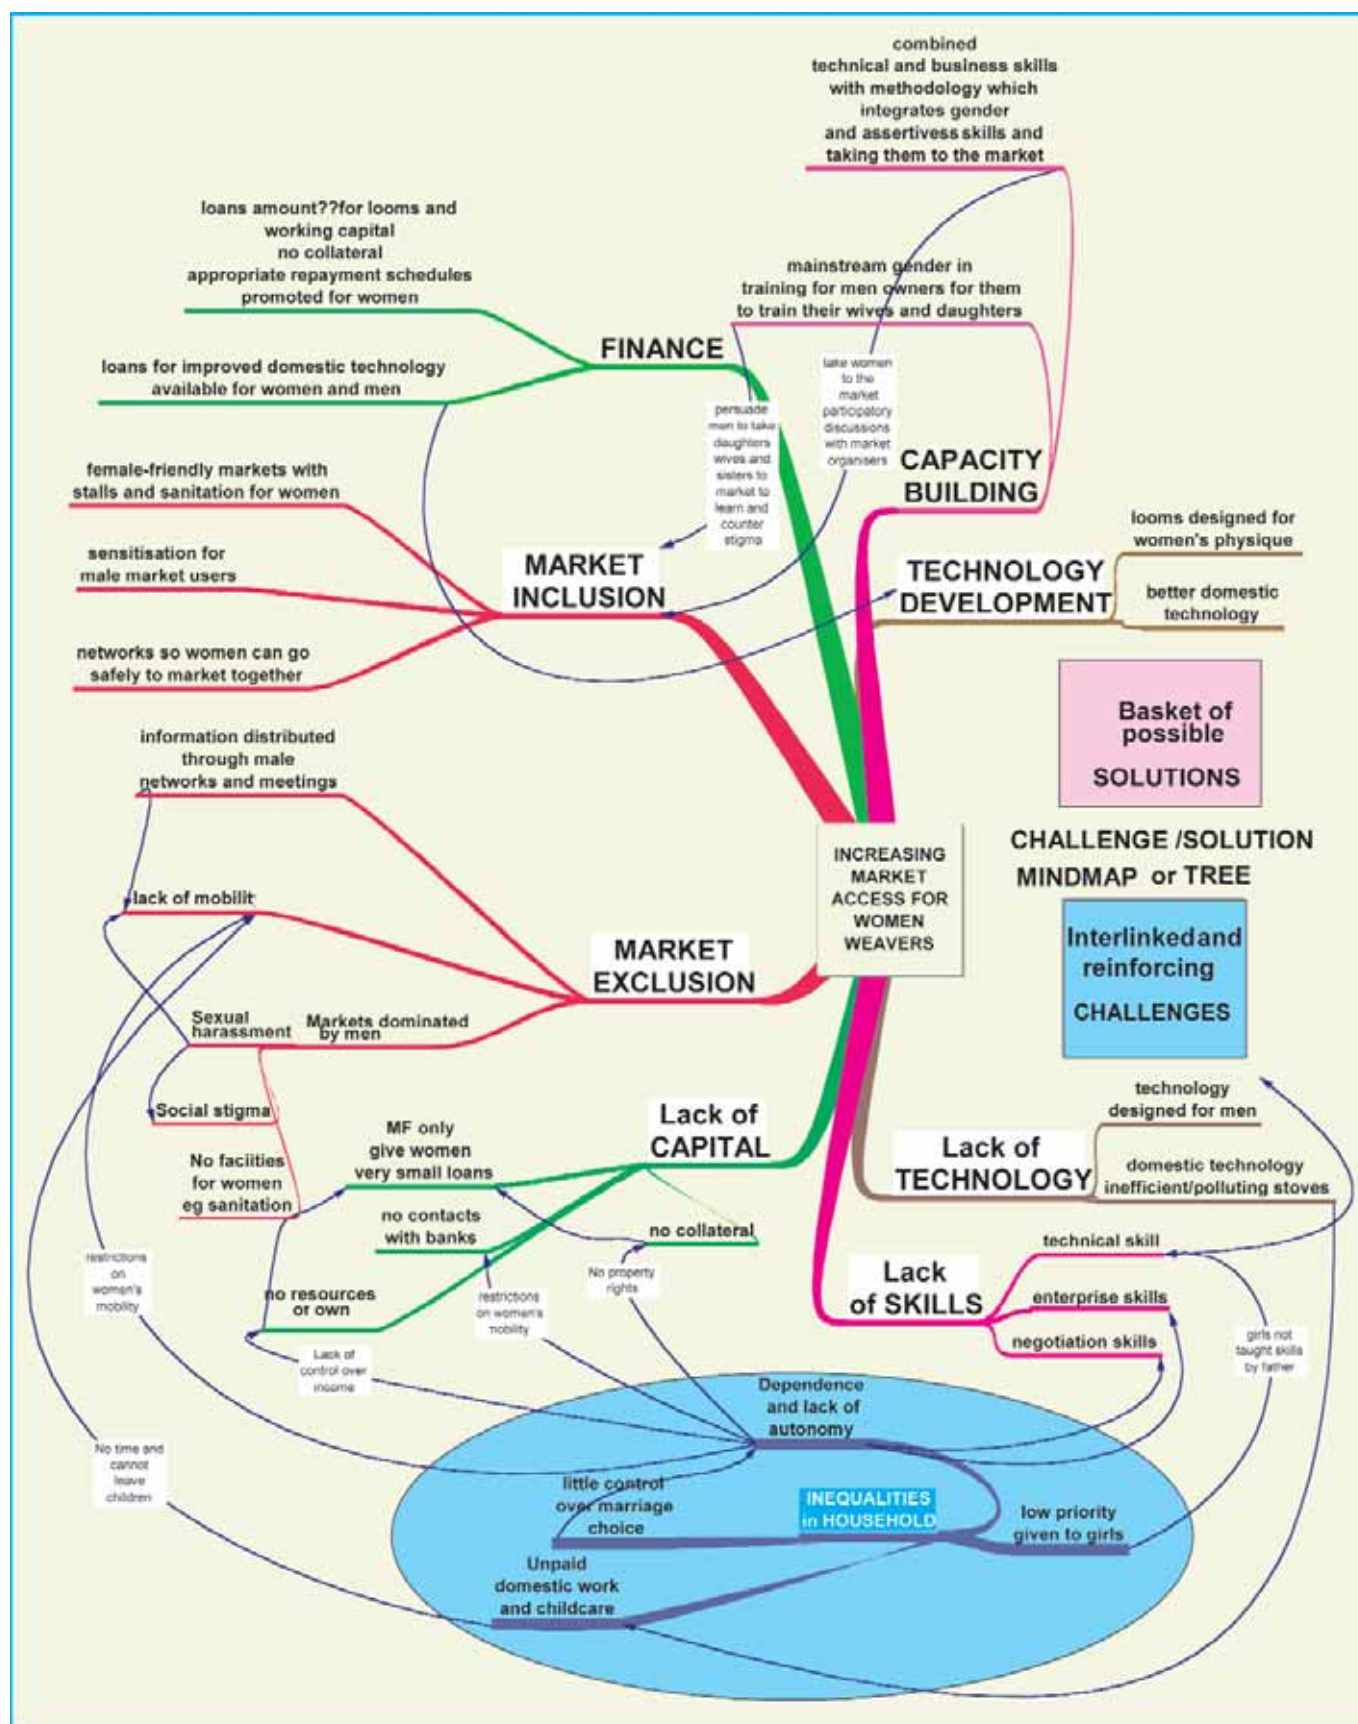 combined
technical and business skills
with methodology which
integrates gender
and assertivess skills and
taking them to the market
loans amount??for looms and
working capital
no collateral
appropriate repayment schedules
promoted for women
mainstream gender in
training for men owners for them
to train their wives and daughters
FINANCE
loans for improved domestic technology
available for women and men
take women
to the
market
participatory
discussions
with market
organisers
persuade
men to take
daughters
wives and
sisters to
market to
learn and
counter
stigma
CAPACITY
BUILDING
female-friendly markets with
stalls and sanitation for women
looms designed for
women's physique
sensitisation for
male market users
MARKET
INCLUSION
TECHNOLOGY
DEVELOPMENT
better domestic
technology
networks so women can go
safely to market together
Basket of
possible
SOLUTIONS
information distributed
through male
networks and meetings
CHALLENGE /SOLUTION
MINDMAP or TREE
INCREASING
MARKET
ACCESS FOR
WOMEN
WEAVERS
lack of mobilit
MARKET
EXCLUSION
Interlinked and
reinforcing
CHALLENGES
Sexual
harassment
Markets dominated
by men
Social stigma
No faciities
for women
eg sanitation
MF only
give women
very small loans
Lack of
CAPITAL
technology
designed for men
Lack of
TECHNOLOGY
domestic technology
inefficient/polluting stoves
no contacts
with banks
no collateral
technical skill
restrictions
on
women's
mobility
no resources
or own
restrictions
on women's
mobility
No property
rights
Lack
of SKILLS
enterprise skills
negotiation skills
girls not
taught skills
by father
Lack of
control over
income
Dependence
and lack of
autonomy
No time and
cannot
leave
children
little control
over marriage
choice
INEQUALITIES
in HOUSEHOLD
low priority
given to girls
Unpaid
domestic work
and childcare